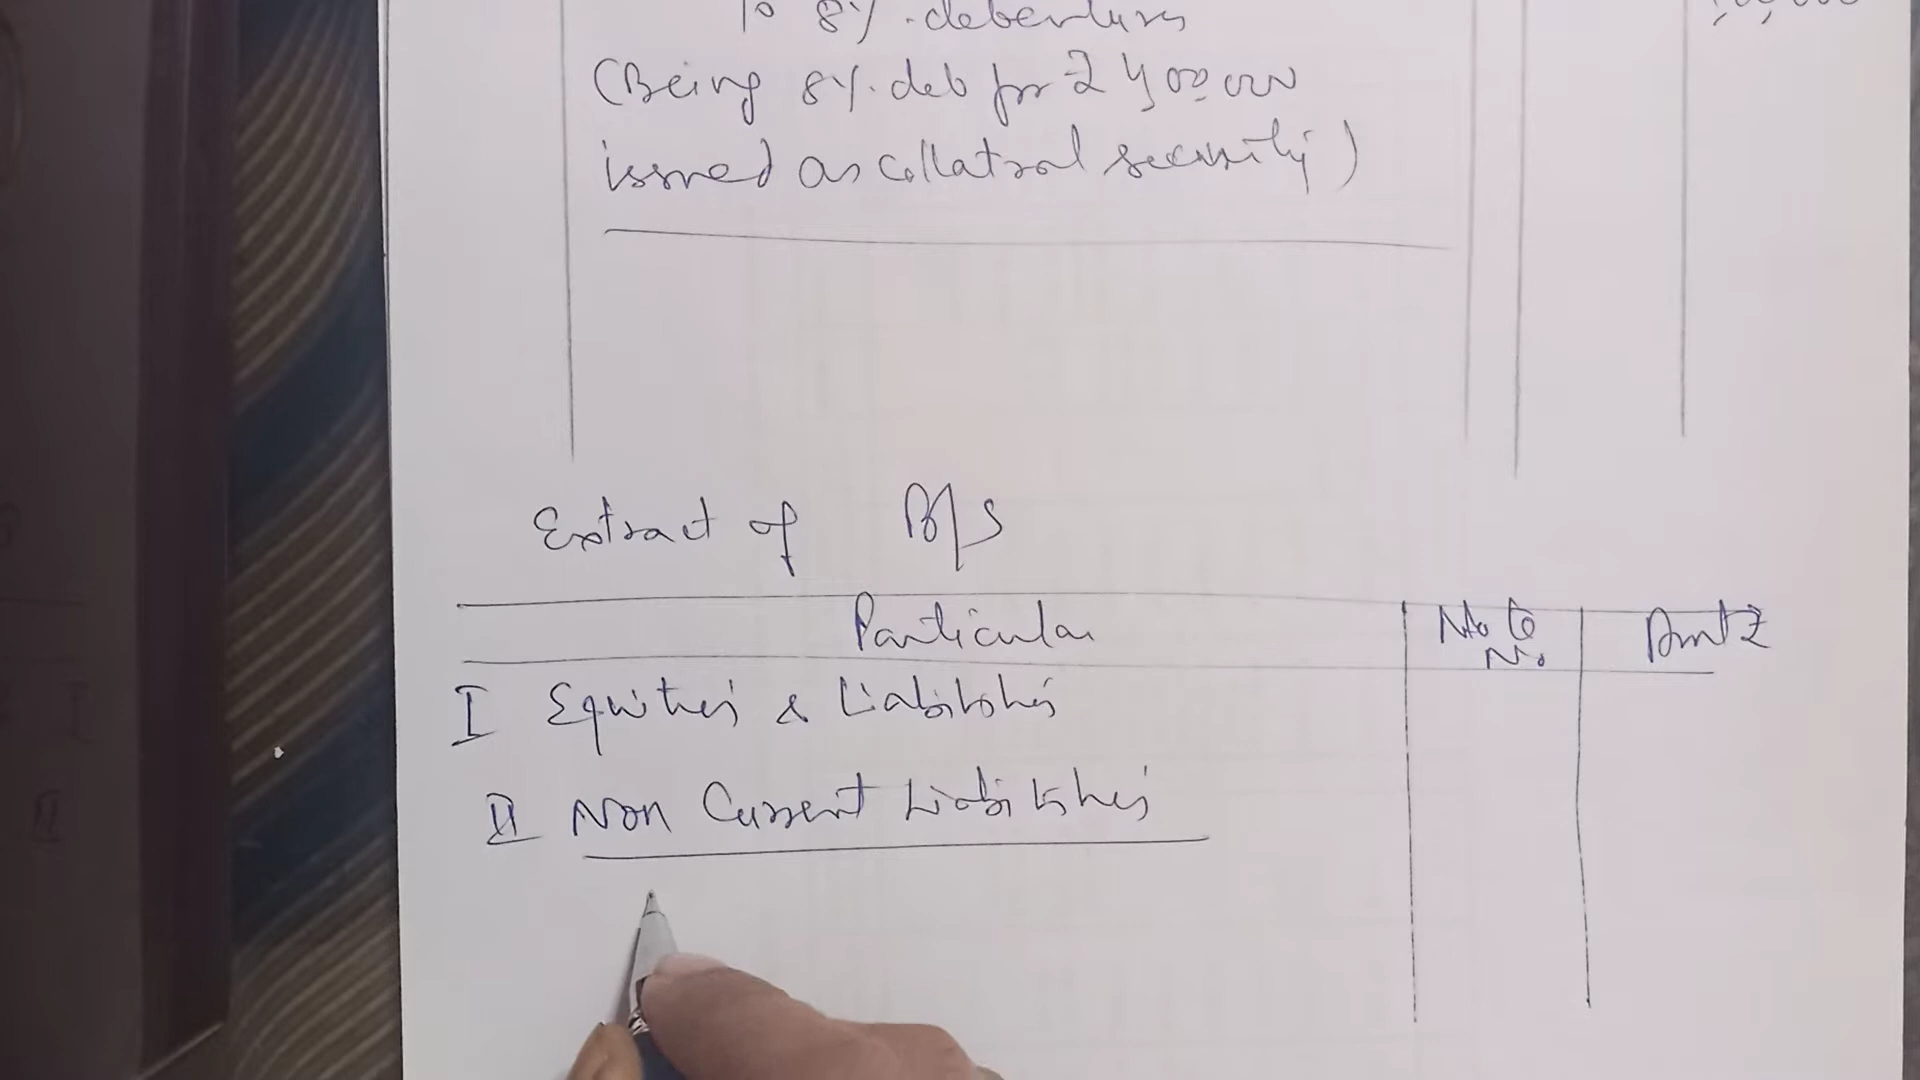 To 8%. debentures
(Being 8%. deb for ₹ 4,00,000
issued as Collatral security)
Extract of B/S
Particular Note No. Amt ₹
I Equities & Liabilities
II Non Current Liabilities